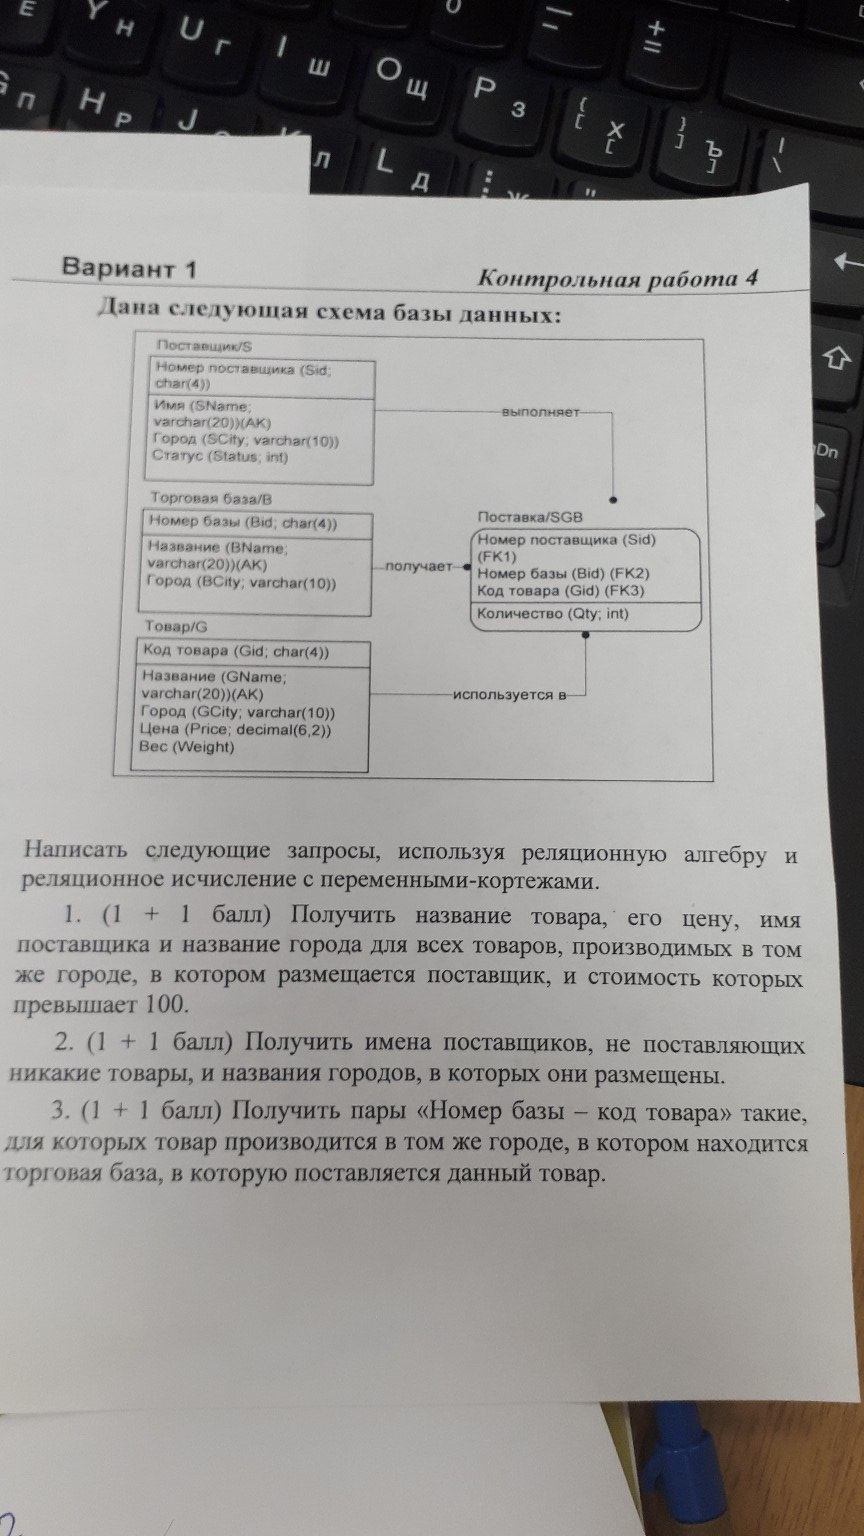 E
Y Н
U Г
I Ш
O Щ
P З
{ [ Х [
} ] Ъ ]
| \
П
H Р
J
Л
L Д
Ж
"
+ =
Dn
Вариант 1
Контрольная работа 4
Дана следующая схема базы данных:
Поставщик/S
Номер поставщика (Sid;
char(4))
Имя (SName;
varchar(20))(AK)
Город (SCity; varchar(10))
Статус (Status; int)
выполняет
Торговая база/B
Номер базы (Bid; char(4))
Название (BName;
varchar(20))(AK)
Город (BCity; varchar(10))
получает
Поставка/SGB
Номер поставщика (Sid)
(FK1)
Номер базы (Bid) (FK2)
Код товара (Gid) (FK3)
Количество (Qty; int)
Товар/G
Код товара (Gid; char(4))
Название (GName;
varchar(20))(AK)
Город (GCity; varchar(10))
Цена (Price; decimal(6,2))
Вес (Weight)
используется в
Написать следующие запросы, используя реляционную алгебру и
реляционное исчисление с переменными-кортежами.
1. (1 + 1 балл) Получить название товара, его цену, имя
поставщика и название города для всех товаров, производимых в том
же городе, в котором размещается поставщик, и стоимость которых
превышает 100.
2. (1 + 1 балл) Получить имена поставщиков, не поставляющих
никакие товары, и названия городов, в которых они размещены.
3. (1 + 1 балл) Получить пары «Номер базы – код товара» такие,
для которых товар производится в том же городе, в котором находится
торговая база, в которую поставляется данный товар.